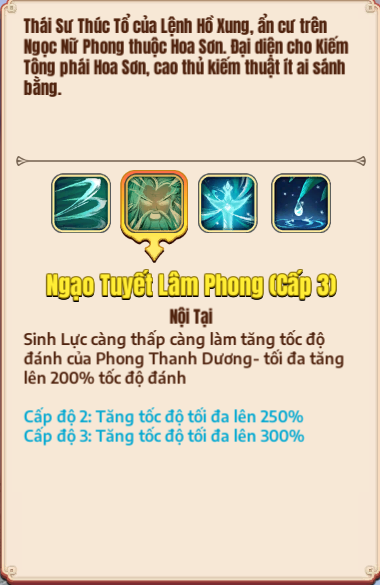 Thái Sư Thúc Tổ của Lệnh Hồ Xung, ẩn cư trên
Ngọc Nữ Phong thuộc Hoa Sơn. Đại diện cho Kiếm
Tông phái Hoa Sơn, cao thủ kiếm thuật ít ai sánh
bằng.
Ngạo Tuyết Lâm Phong (Cấp 3)
Nội Tại
Sinh Lực càng thấp càng làm tăng tốc độ
đánh của Phong Thanh Dương- tối đa tăng
lên 200% tốc độ đánh
Cấp độ 2: Tăng tốc độ tối đa lên 250%
Cấp độ 3: Tăng tốc độ tối đa lên 300%